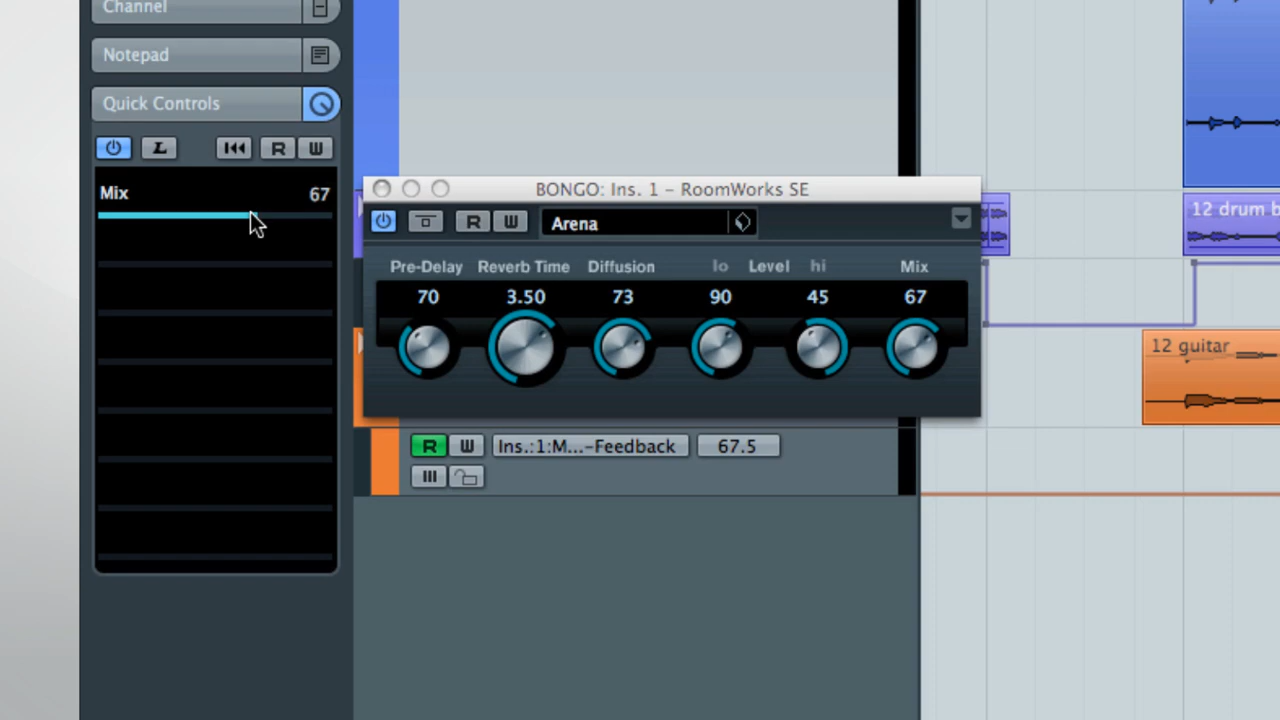 Channel
Notepad
Quick Controls
L R W
Mix 67
BONGO: Ins. 1 – RoomWorks SE
R W Arena
Pre-Delay Reverb Time Diffusion lo Level hi Mix
70 3.50 73 90 45 67
R W Ins.:1:M...-Feedback 67.5
12 drum b
12 guitar